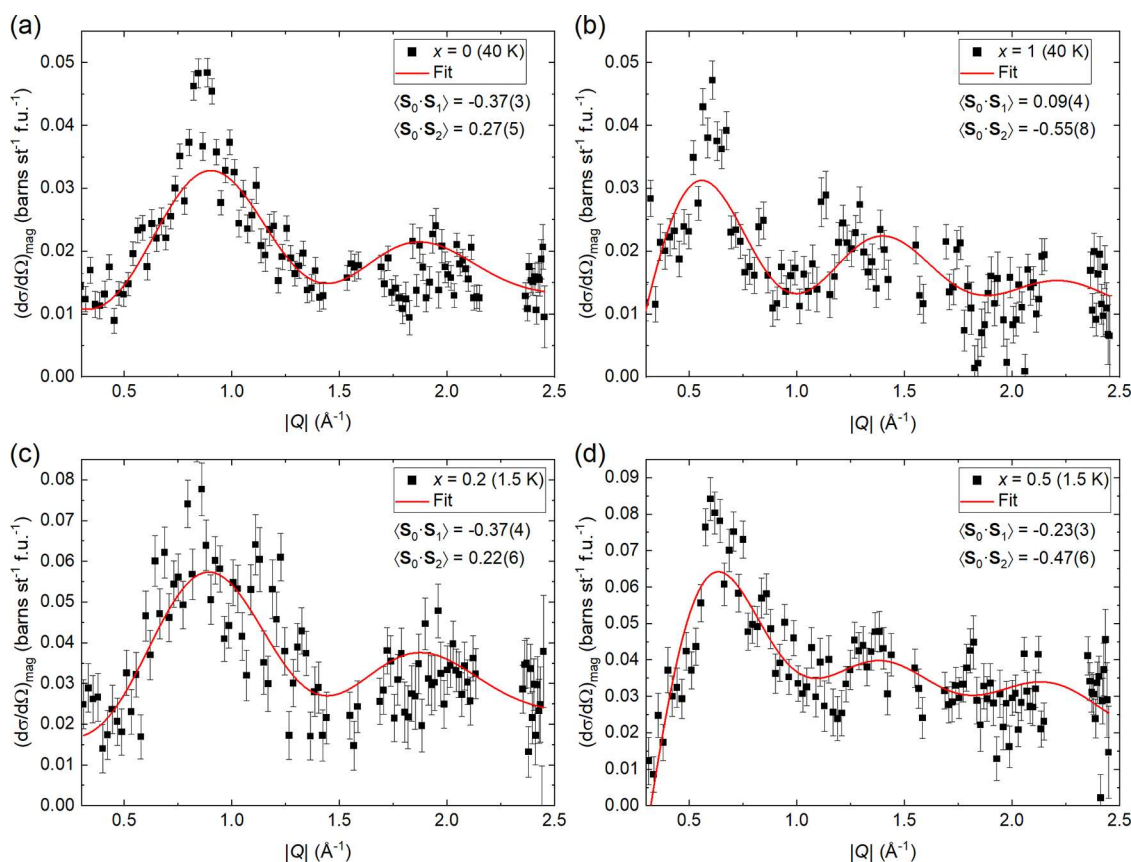 (a)
x = 0 (40 K)
Fit
⟨S₀·S₁⟩ = -0.37(3)
⟨S₀·S₂⟩ = 0.27(5)
(dσ/dΩ)mag (barns st⁻¹ f.u.⁻¹)
0.05
0.04
0.03
0.02
0.01
0.00
0.5 1.0 1.5 2.0 2.5
|Q| (Å⁻¹)
(b)
x = 1 (40 K)
Fit
⟨S₀·S₁⟩ = 0.09(4)
⟨S₀·S₂⟩ = -0.55(8)
(dσ/dΩ)mag (barns st⁻¹ f.u.⁻¹)
0.05
0.04
0.03
0.02
0.01
0.00
0.5 1.0 1.5 2.0 2.5
|Q| (Å⁻¹)
(c)
x = 0.2 (1.5 K)
Fit
⟨S₀·S₁⟩ = -0.37(4)
⟨S₀·S₂⟩ = 0.22(6)
(dσ/dΩ)mag (barns st⁻¹ f.u.⁻¹)
0.08
0.07
0.06
0.05
0.04
0.03
0.02
0.01
0.00
0.5 1.0 1.5 2.0 2.5
|Q| (Å⁻¹)
(d)
x = 0.5 (1.5 K)
Fit
⟨S₀·S₁⟩ = -0.23(3)
⟨S₀·S₂⟩ = -0.47(6)
(dσ/dΩ)mag (barns st⁻¹ f.u.⁻¹)
0.09
0.08
0.07
0.06
0.05
0.04
0.03
0.02
0.01
0.00
0.5 1.0 1.5 2.0 2.5
|Q| (Å⁻¹)